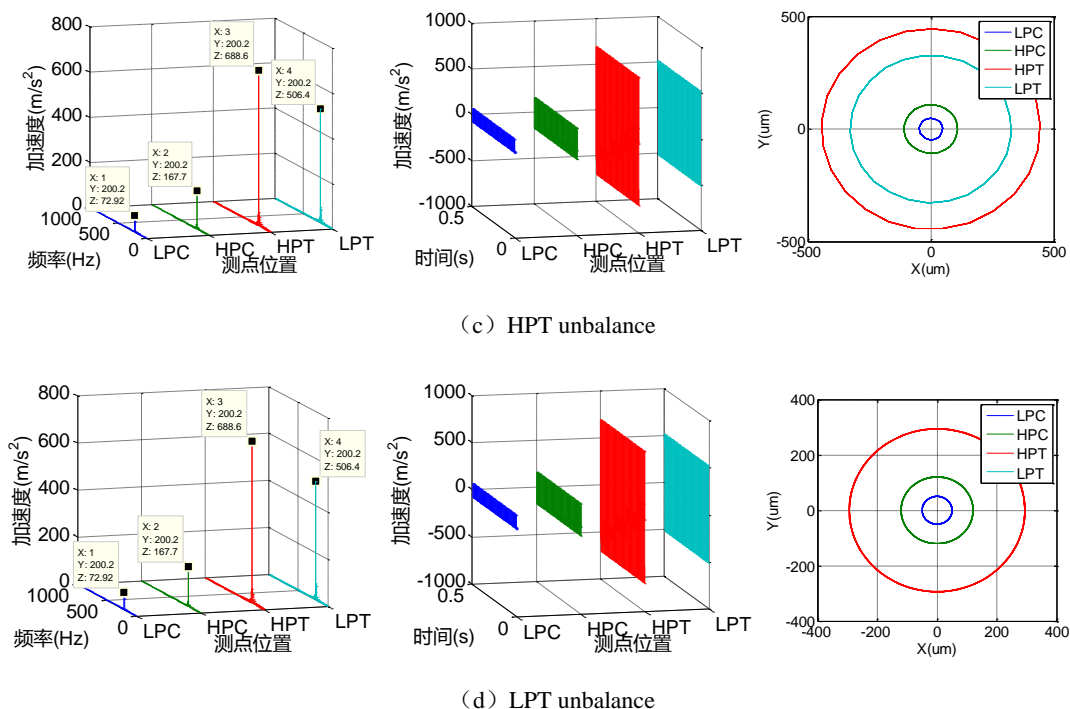 800
600
400
200
0
1000
500
0
加速度(m/s²)
频率(Hz)
测点位置
LPC
HPC
HPT
LPT
X: 1
Y: 200.2
Z: 72.92
X: 2
Y: 200.2
Z: 167.7
X: 3
Y: 200.2
Z: 688.6
X: 4
Y: 200.2
Z: 506.4
1000
500
0
-500
-1000
0.5
0
加速度(m/s²)
时间(s)
测点位置
LPC
HPC
HPT
LPT
500
0
-500
-500
0
500
Y(um)
X(um)
LPC
HPC
HPT
LPT
（c）HPT unbalance
800
600
400
200
0
1000
500
0
加速度(m/s²)
频率(Hz)
测点位置
LPC
HPC
HPT
LPT
X: 1
Y: 200.2
Z: 72.92
X: 2
Y: 200.2
Z: 167.7
X: 3
Y: 200.2
Z: 688.6
X: 4
Y: 200.2
Z: 506.4
1000
500
0
-500
-1000
0.5
0
加速度(m/s²)
时间(s)
测点位置
LPC
HPC
HPT
LPT
400
200
0
-200
-400
-400
-200
0
200
400
Y(um)
X(um)
LPC
HPC
HPT
LPT
（d）LPT unbalance